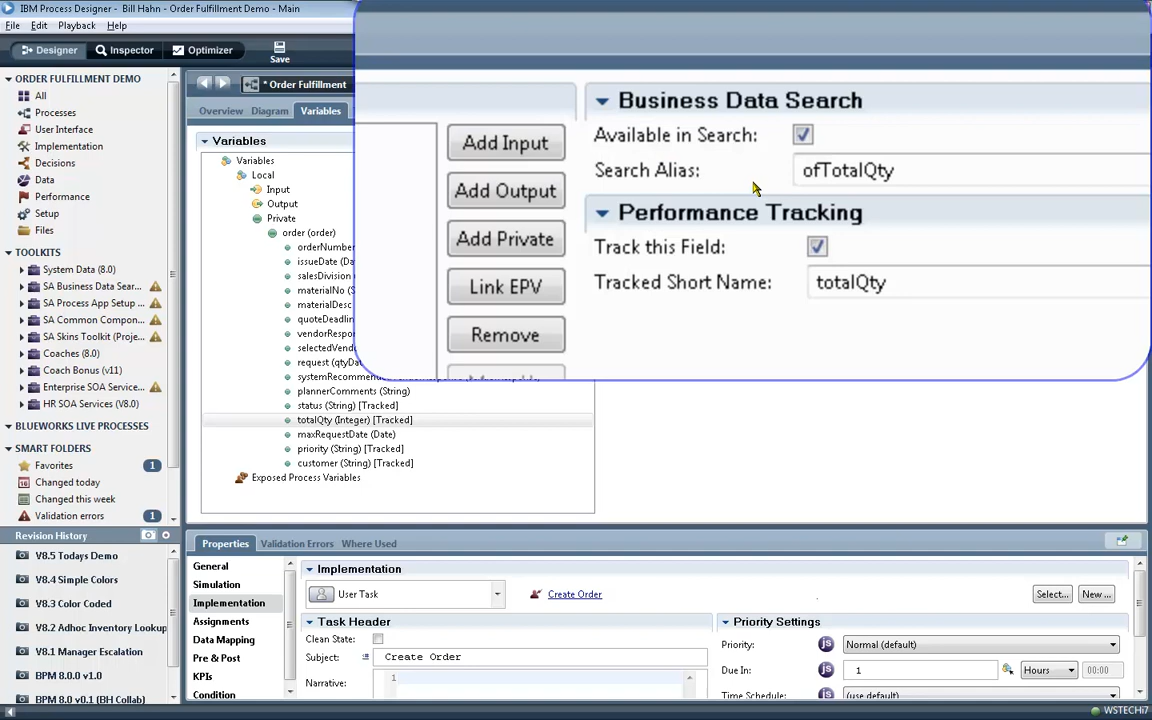 IBM Process Designer - Bill Hahn - Order Fulfillment Demo - Main
File Edit Playback Help
Designer Inspector Optimizer Save
ORDER FULFILLMENT DEMO
All
Processes
User Interface
Implementation
Decisions
Data
Performance
Setup
Files
TOOLKITS
System Data (8.0)
SA Business Data Sear...
SA Process App Setup ...
SA Common Compon...
SA Skins Toolkit (Proje...
Coaches (8.0)
Coach Bonus (v11)
Enterprise SOA Service...
HR SOA Services (V8.0)
BLUEWORKS LIVE PROCESSES
SMART FOLDERS
Favorites 1
Changed today
Changed this week
Validation errors 1
Revision History
V8.5 Todays Demo
V8.4 Simple Colors
V8.3 Color Coded
V8.2 Adhoc Inventory Lookup
V8.1 Manager Escalation
BPM 8.0.0 v1.0
BPM 8.0 v0.1 (BH Collab)
* Order Fulfillment
Overview Diagram Variables
Variables
Variables
Local
Input
Output
Private
order (order)
orderNumber
issueDate (Da
salesDivision
materialNo (S
materialDesc
quoteDeadlin
vendorRespo
selectedVend
request (qtyDa
systemRecommen
plannerComments (String)
status (String) [Tracked]
totalQty (Integer) [Tracked]
maxRequestDate (Date)
priority (String) [Tracked]
customer (String) [Tracked]
Exposed Process Variables
Add Input
Add Output
Add Private
Link EPV
Remove
Business Data Search
Available in Search:
Search Alias: ofTotalQty
Performance Tracking
Track this Field:
Tracked Short Name: totalQty
Properties Validation Errors Where Used
General
Simulation
Implementation
Assignments
Data Mapping
Pre & Post
KPIs
Condition
Implementation
User Task Create Order Select... New ...
Task Header
Clean State:
Subject: Create Order
Narrative: 1
Priority Settings
Priority: js Normal (default)
Due In: js 1 Hours 00:00
Time Schedule: js (use default)
WSTECHi7